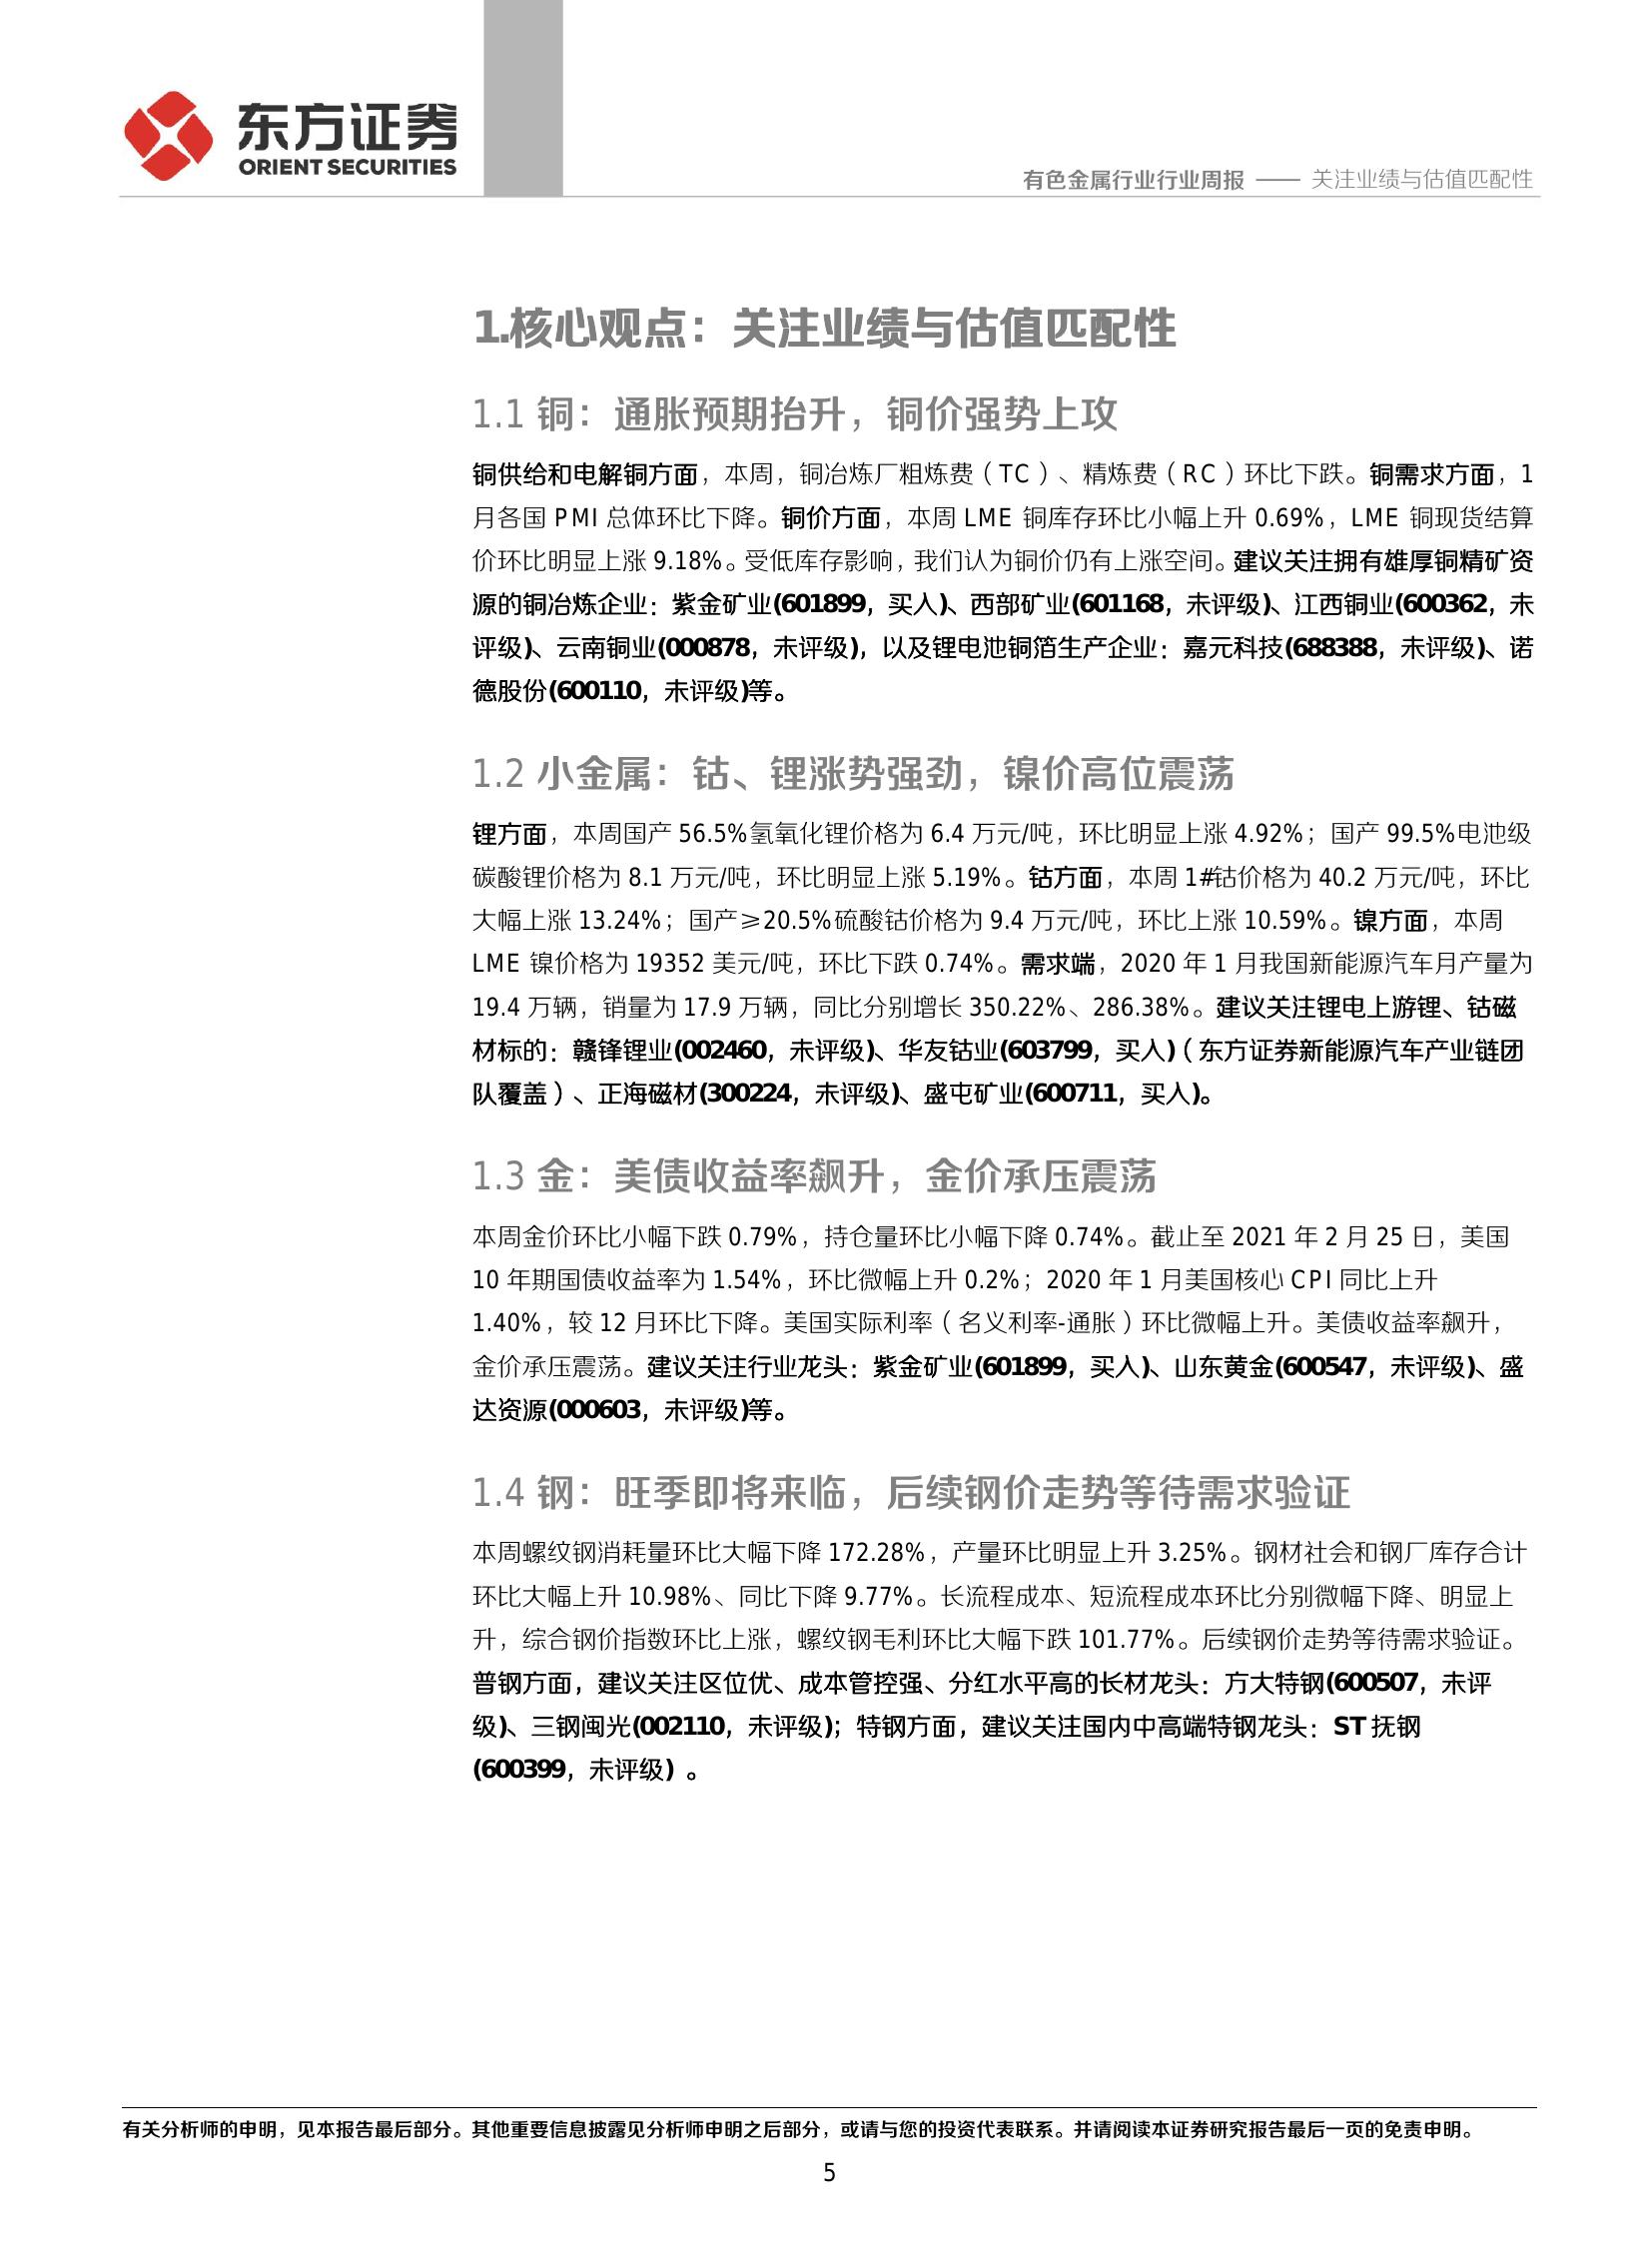 东方证券
ORIENT SECURITIES
有色金属行业行业周报 —— 关注业绩与估值匹配性
1.核心观点：关注业绩与估值匹配性
1.1 铜：通胀预期抬升，铜价强势上攻
铜供给和电解铜方面，本周，铜冶炼厂粗炼费（TC）、精炼费（RC）环比下跌。铜需求方面，1
月各国 PMI 总体环比下降。铜价方面，本周 LME 铜库存环比小幅上升 0.69%，LME 铜现货结算
价环比明显上涨 9.18%。受低库存影响，我们认为铜价仍有上涨空间。建议关注拥有雄厚铜精矿资
源的铜冶炼企业：紫金矿业(601899，买入)、西部矿业(601168，未评级)、江西铜业(600362，未
评级)、云南铜业(000878，未评级)，以及锂电池铜箔生产企业：嘉元科技(688388，未评级)、诺
德股份(600110，未评级)等。
1.2 小金属：钴、锂涨势强劲，镍价高位震荡
锂方面，本周国产 56.5%氢氧化锂价格为 6.4 万元/吨，环比明显上涨 4.92%；国产 99.5%电池级
碳酸锂价格为 8.1 万元/吨，环比明显上涨 5.19%。钴方面，本周 1#钴价格为 40.2 万元/吨，环比
大幅上涨 13.24%；国产≥20.5%硫酸钴价格为 9.4 万元/吨，环比上涨 10.59%。镍方面，本周
LME 镍价格为 19352 美元/吨，环比下跌 0.74%。需求端，2020 年 1 月我国新能源汽车月产量为
19.4 万辆，销量为 17.9 万辆，同比分别增长 350.22%、286.38%。建议关注锂电上游锂、钴磁
材标的：赣锋锂业(002460，未评级)、华友钴业(603799，买入)（东方证券新能源汽车产业链团
队覆盖）、正海磁材(300224，未评级)、盛屯矿业(600711，买入)。
1.3 金：美债收益率飙升，金价承压震荡
本周金价环比小幅下跌 0.79%，持仓量环比小幅下降 0.74%。截止至 2021 年 2 月 25 日，美国
10 年期国债收益率为 1.54%，环比微幅上升 0.2%；2020 年 1 月美国核心 CPI 同比上升
1.40%，较 12 月环比下降。美国实际利率（名义利率-通胀）环比微幅上升。美债收益率飙升，
金价承压震荡。建议关注行业龙头：紫金矿业(601899，买入)、山东黄金(600547，未评级)、盛
达资源(000603，未评级)等。
1.4 钢：旺季即将来临，后续钢价走势等待需求验证
本周螺纹钢消耗量环比大幅下降 172.28%，产量环比明显上升 3.25%。钢材社会和钢厂库存合计
环比大幅上升 10.98%、同比下降 9.77%。长流程成本、短流程成本环比分别微幅下降、明显上
升，综合钢价指数环比上涨，螺纹钢毛利环比大幅下跌 101.77%。后续钢价走势等待需求验证。
普钢方面，建议关注区位优、成本管控强、分红水平高的长材龙头：方大特钢(600507，未评
级)、三钢闽光(002110，未评级)；特钢方面，建议关注国内中高端特钢龙头：ST 抚钢
(600399，未评级) 。
有关分析师的申明，见本报告最后部分。其他重要信息披露见分析师申明之后部分，或请与您的投资代表联系。并请阅读本证券研究报告最后一页的免责申明。
5